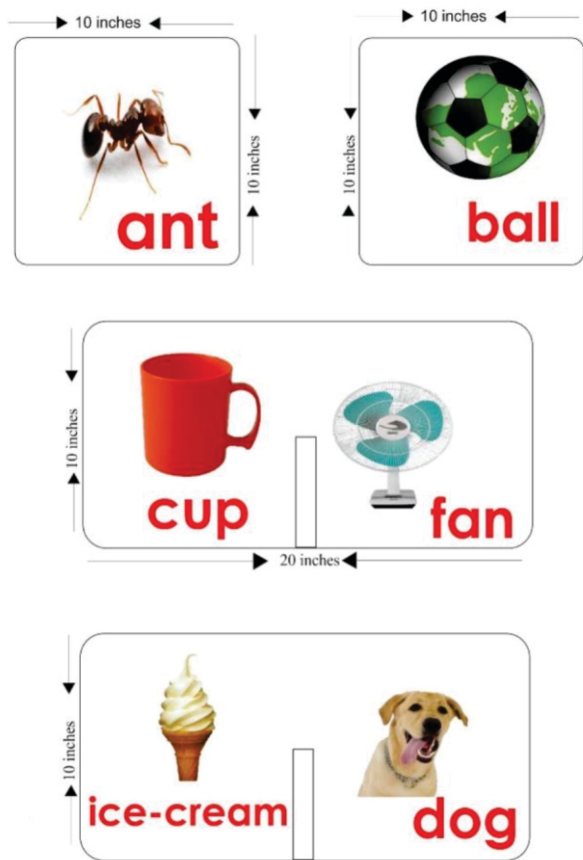 10 inches
10 inches
10 inches
ant
10 inches
ball
10 inches
cup
fan
20 inches
10 inches
ice-cream
dog